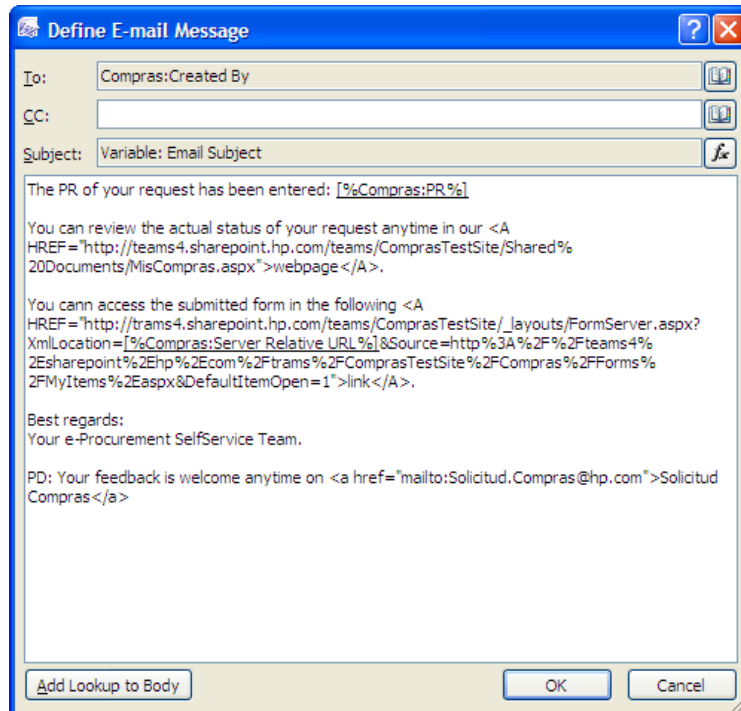 Define E-mail Message
To: Compras:Created By
CC:
Subject: Variable: Email Subject
The PR of your request has been entered: [%Compras:PR%]
You can review the actual status of your request anytime in our <A
HREF="http://teams4.sharepoint.hp.com/teams/ComprasTestSite/Shared%
20Documents/MisCompras.aspx">webpage</A>.
You cann access the submitted form in the following <A
HREF="http://trams4.sharepoint.hp.com/teams/ComprasTestSite/_layouts/FormServer.aspx?
XmlLocation=[%Compras:Server Relative URL%]&Source=http%3A%2F%2Fteams4%
2Esharepoint%2Ehp%2Ecom%2Ftrams%2FComprasTestSite%2FCompras%2FFForms%
2FMyItems%2Easpx&DefaultItemOpen=1">link</A>.
Best regards:
Your e-Procurement SelfService Team.
PD: Your feedback is welcome anytime on <a href="mailto:Solicitud.Compras@hp.com">Solicitud
Compras</a>
Add Lookup to Body OK Cancel